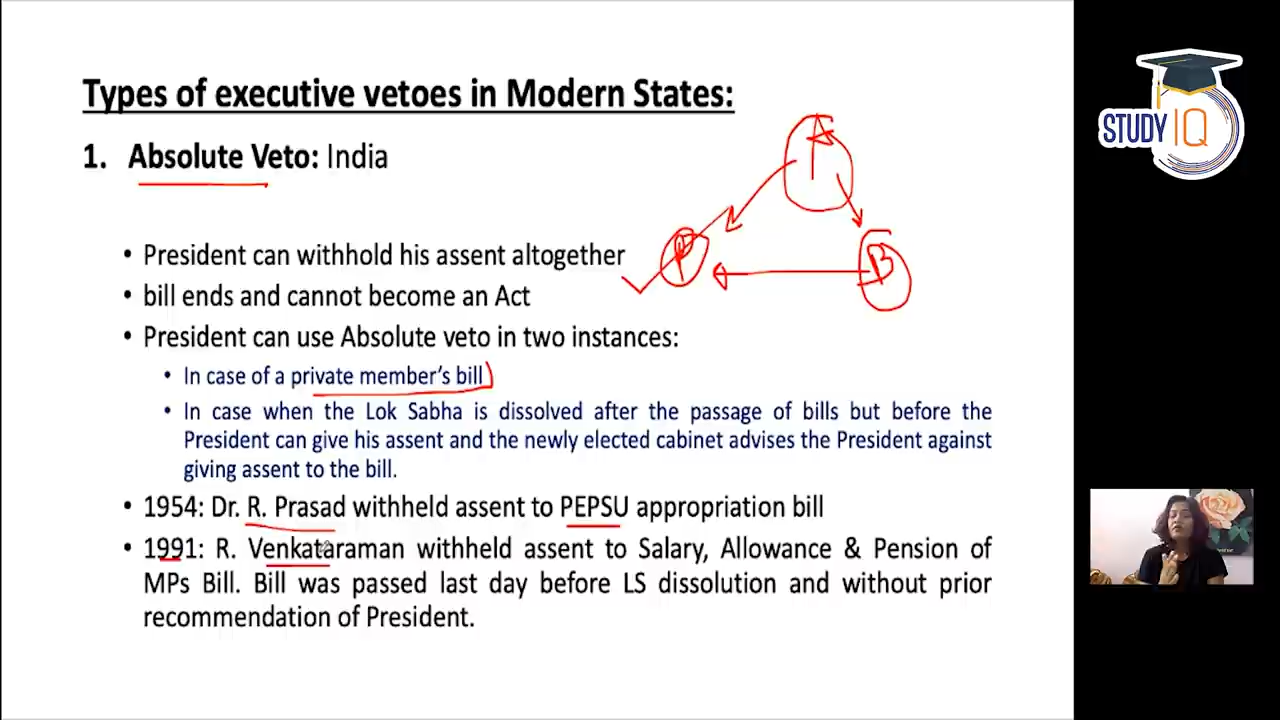 Types of executive vetoes in Modern States:
1. Absolute Veto: India
• President can withhold his assent altogether
• bill ends and cannot become an Act
• President can use Absolute veto in two instances:
• In case of a private member's bill
• In case when the Lok Sabha is dissolved after the passage of bills but before the
President can give his assent and the newly elected cabinet advises the President against
giving assent to the bill.
• 1954: Dr. R. Prasad withheld assent to PEPSU appropriation bill
• 1991: R. Venkataraman withheld assent to Salary, Allowance & Pension of
MPs Bill. Bill was passed last day before LS dissolution and without prior
recommendation of President.
A
P
B
STUDY IQ